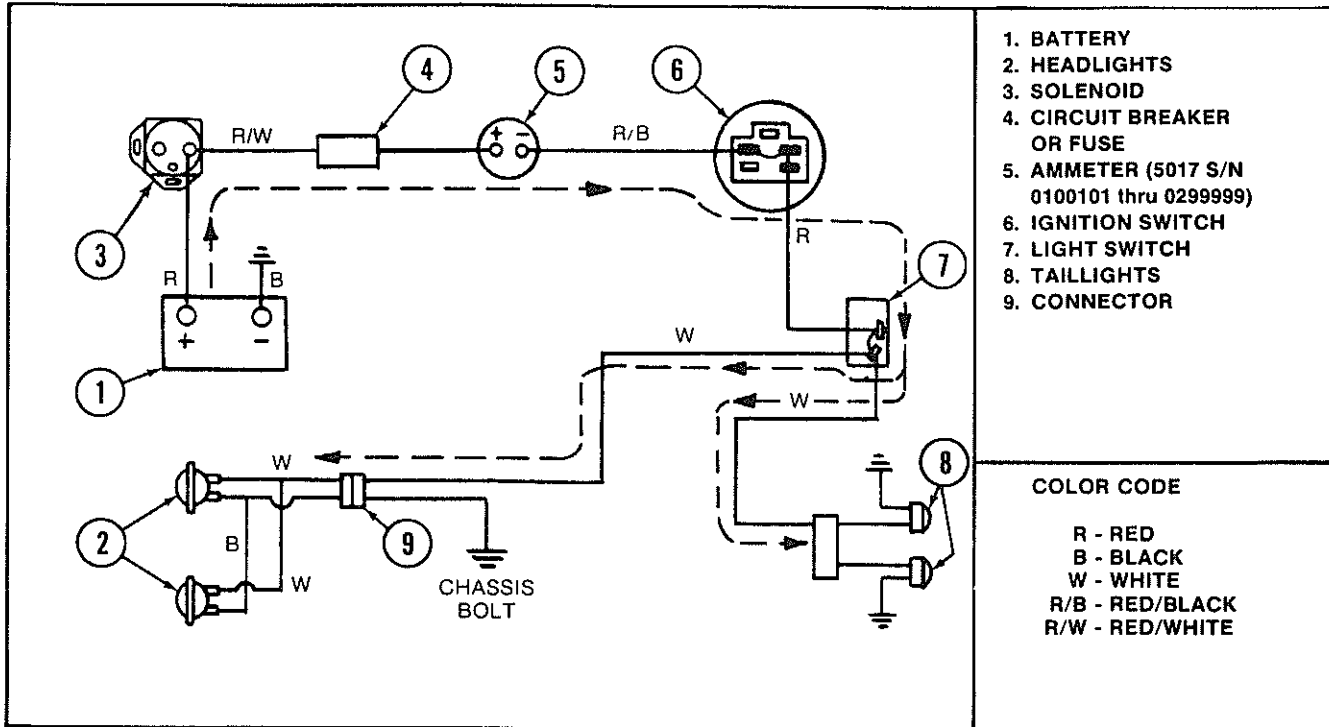 4
5
6
1. BATTERY
2. HEADLIGHTS
3. SOLENOID
4. CIRCUIT BREAKER
OR FUSE
5. AMMETER (5017 S/N
0100101 thru 0299999)
6. IGNITION SWITCH
7. LIGHT SWITCH
8. TAILLIGHTS
9. CONNECTOR
R/W
+ −
R/B
3
R
7
R
B
+ −
1
W
W
8
W
2
B
9
W
CHASSIS
BOLT
COLOR CODE
R - RED
B - BLACK
W - WHITE
R/B - RED/BLACK
R/W - RED/WHITE